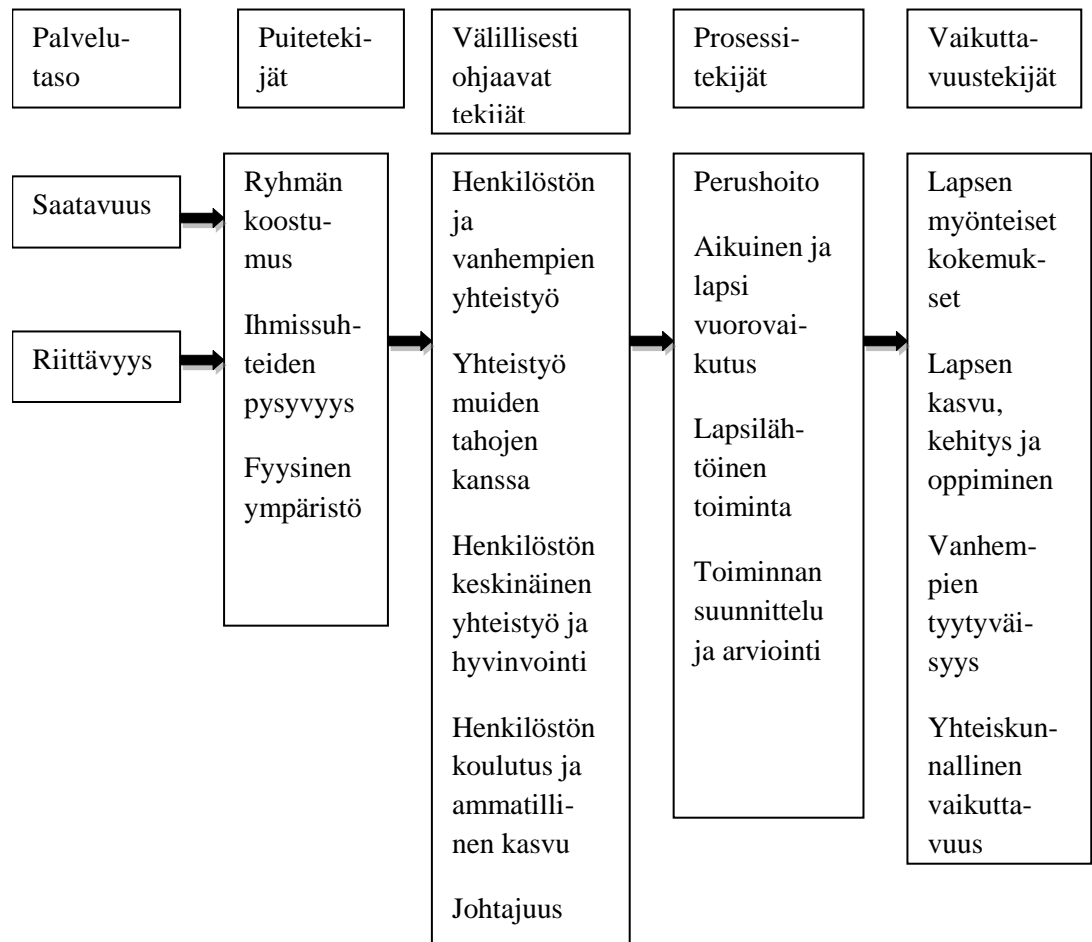 Palvelu-
taso
Puiteteki-
jät
Välillisesti
ohjaavat
tekijät
Prosessi-
tekijät
Vaikutta-
vuustekijät
Saatavuus
Riittävyys
Ryhmän
koostu-
mus
Ihmissuh-
teiden
pysyvyys
Fyysinen
ympäristö
Henkilöstön
ja
vanhempien
yhteistyö
Yhteistyö
muiden
tahojen
kanssa
Henkilöstön
keskinäinen
yhteistyö ja
hyvinvointi
Henkilöstön
koulutus ja
ammatilli-
nen kasvu
Johtajuus
Perushoito
Aikuinen ja
lapsi
vuorovai-
kutus
Lapsiläh-
töinen
toiminta
Toiminnan
suunnittelu
ja arviointi
Lapsen
myönteiset
kokemuk-
set
Lapsen
kasvu,
kehitys ja
oppiminen
Vanhem-
pien
tyytyväi-
syys
Yhteiskun-
nallinen
vaikutta-
vuus